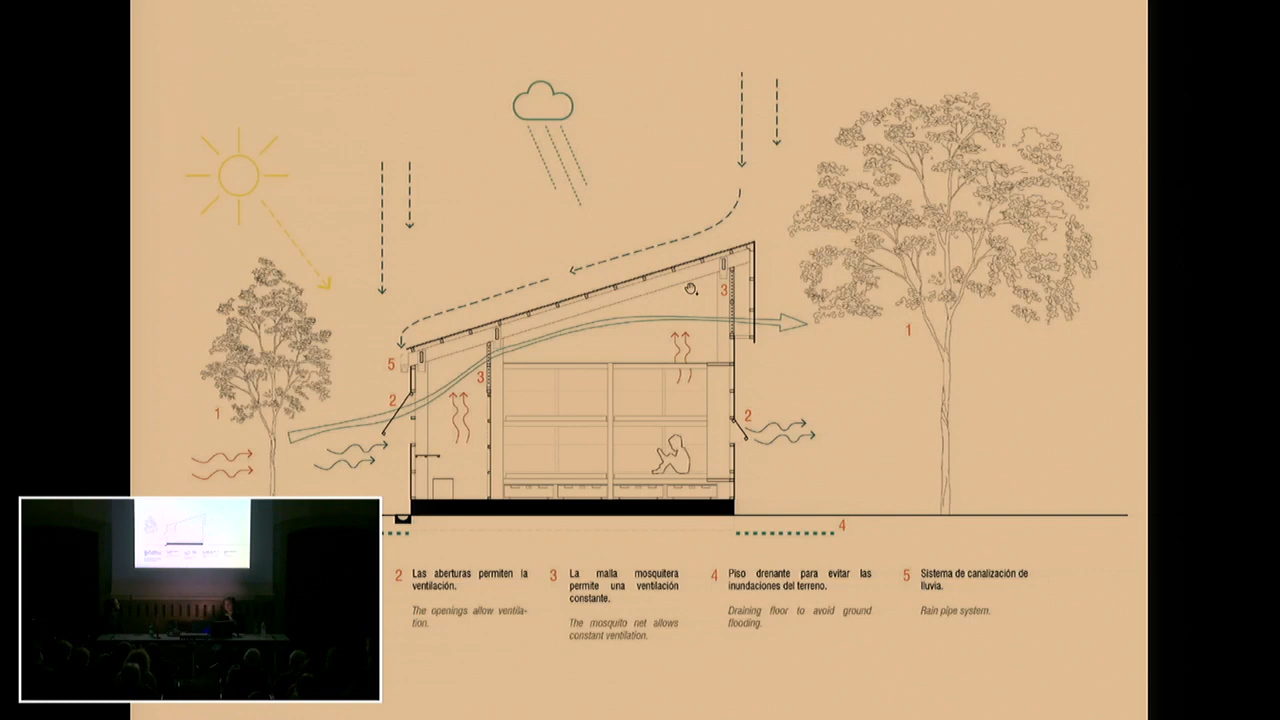 5
3
1
2
3
1
2
4
2 Las aberturas permiten la
ventilación.
The openings allow ventila-
tion.
3 La malla mosquitera
permite una ventilación
constante.
The mosquito net allows
constant ventilation.
4 Piso drenante para evitar las
inundaciones del terreno.
Draining floor to avoid ground
flooding.
5 Sistema de canalización de
lluvia.
Rain pipe system.